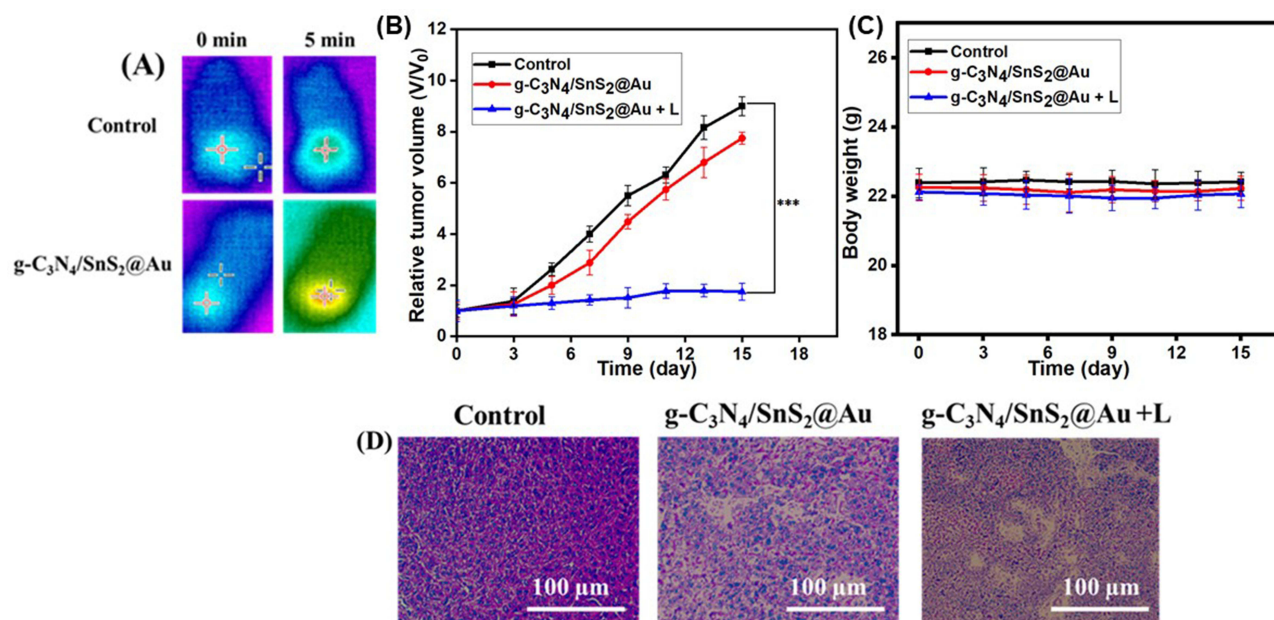 (A)
0 min 5 min
Control
g-C₃N₄/SnS₂@Au
(B)
Control
g-C₃N₄/SnS₂@Au
g-C₃N₄/SnS₂@Au + L
Relative tumor volume (V/V₀)
10
8
6
4
2
0
***
0 3 6 9 12 15 18
Time (day)
(C)
Control
g-C₃N₄/SnS₂@Au
g-C₃N₄/SnS₂@Au + L
Body weight (g)
26
24
22
20
18
0 3 6 9 12 15
Time (day)
(D)
Control g-C₃N₄/SnS₂@Au g-C₃N₄/SnS₂@Au +L
100 µm 100 µm 100 µm